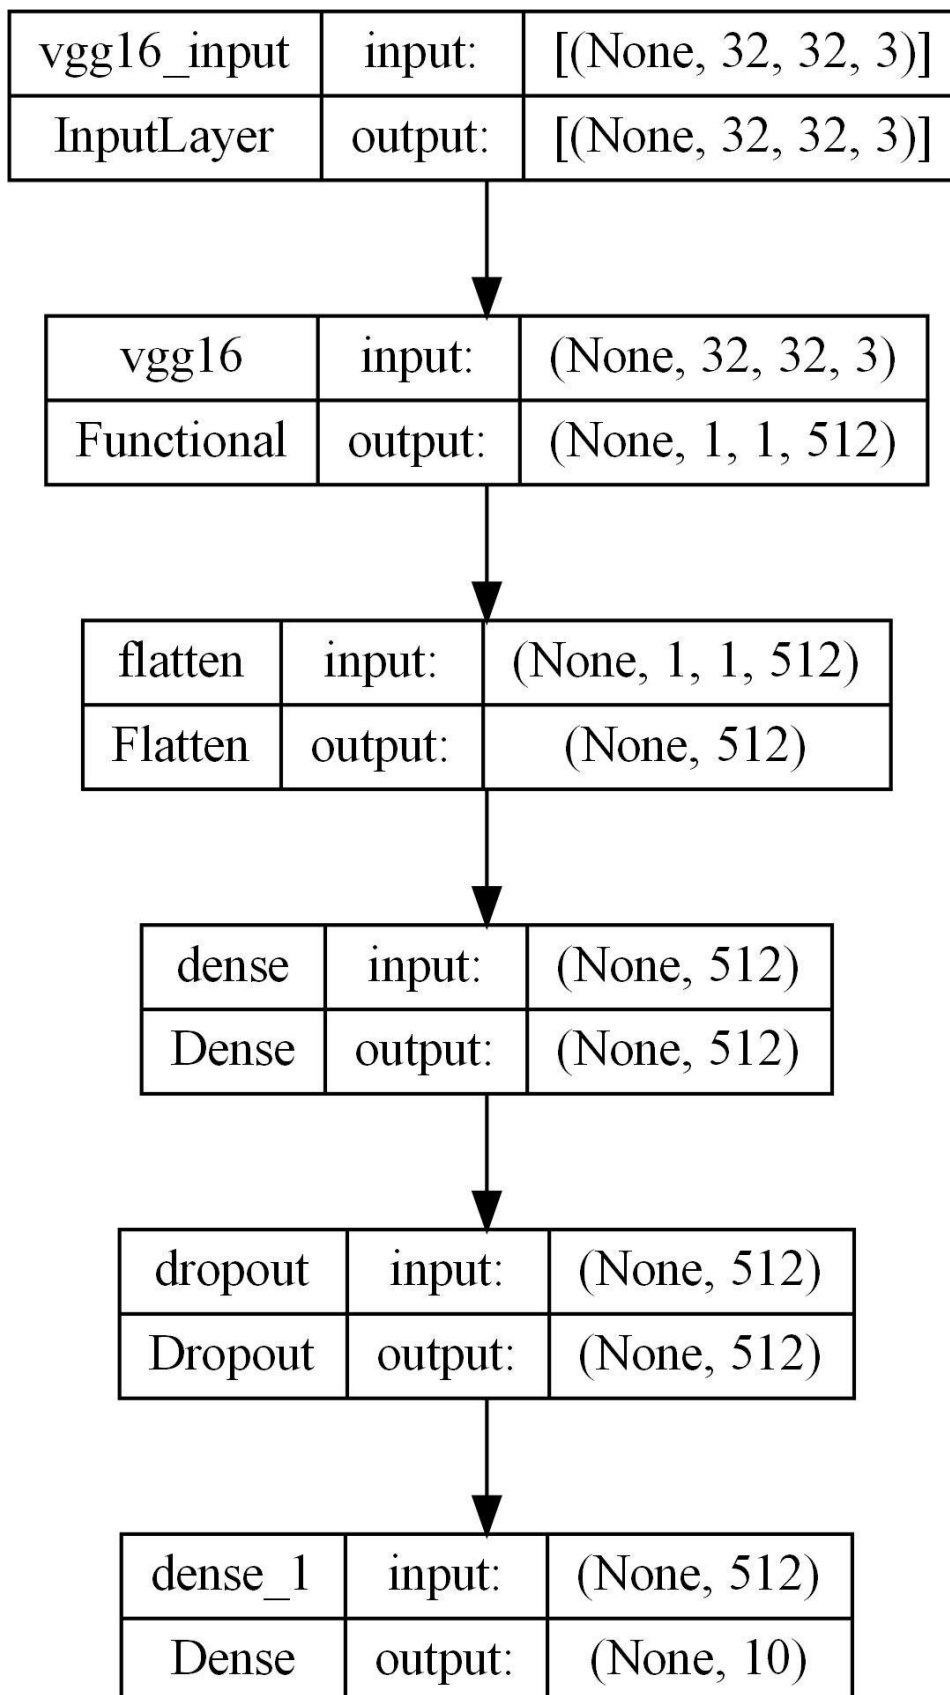 vgg16_input input: [(None, 32, 32, 3)]
InputLayer output: [(None, 32, 32, 3)]
vgg16 input: (None, 32, 32, 3)
Functional output: (None, 1, 1, 512)
flatten input: (None, 1, 1, 512)
Flatten output: (None, 512)
dense input: (None, 512)
Dense output: (None, 512)
dropout input: (None, 512)
Dropout output: (None, 512)
dense_1 input: (None, 512)
Dense output: (None, 10)